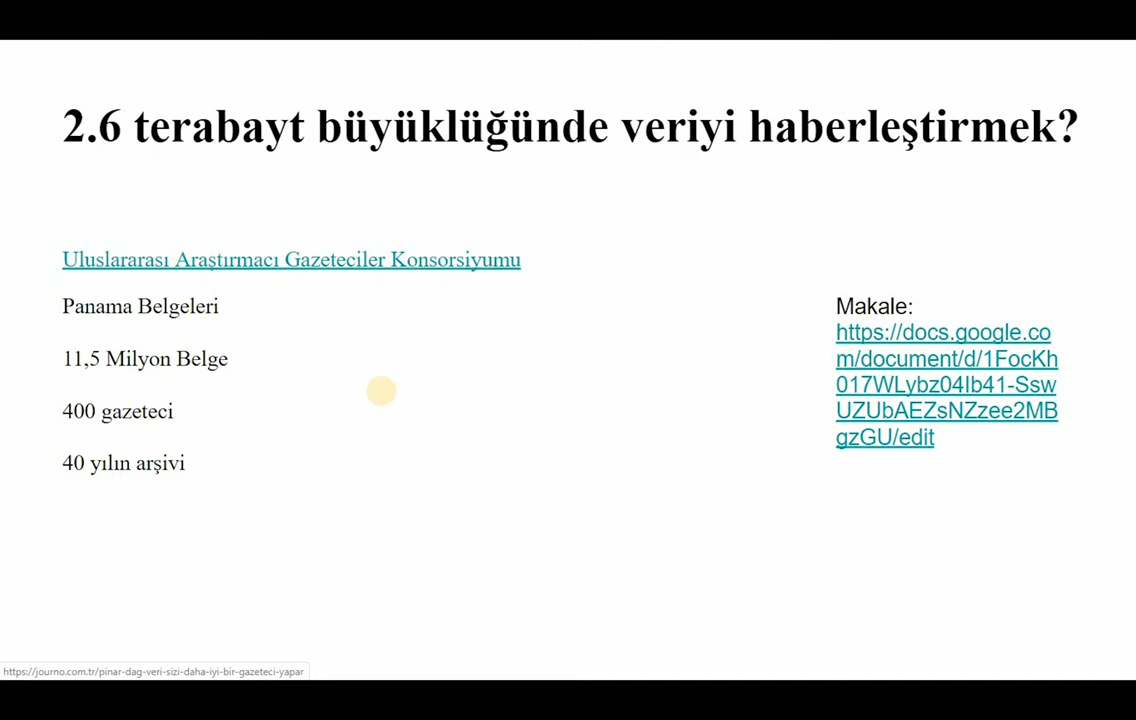 2.6 terabayt büyüklüğünde veriyi haberleştirmek?
Uluslararası Araştırmacı Gazeteciler Konsorsiyumu
Panama Belgeleri
11,5 Milyon Belge
400 gazeteci
40 yılın arşivi
Makale:
https://docs.google.co
m/document/d/1FocKh
017WLybz04Ib41-Ssw
UZUbAEZsNZzee2MB
gzGU/edit
https://journo.com.tr/pinar-dag-veri-sizi-daha-iyi-bir-gazeteci-yapar